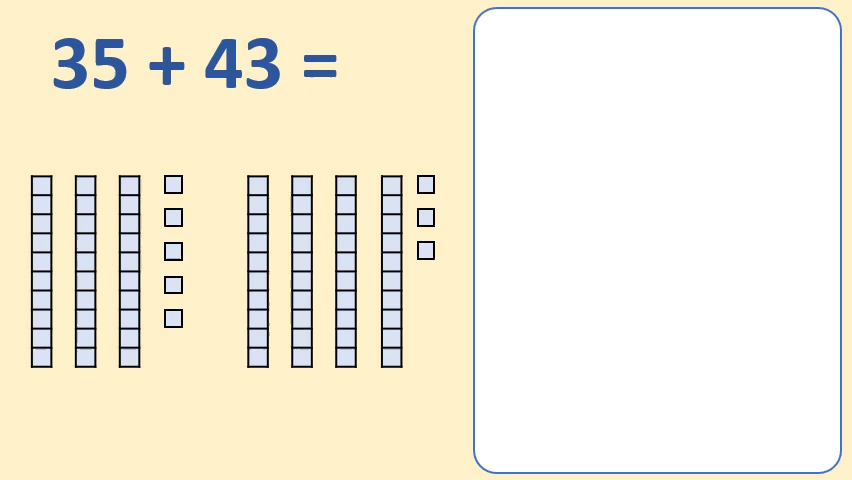 35 + 43 =